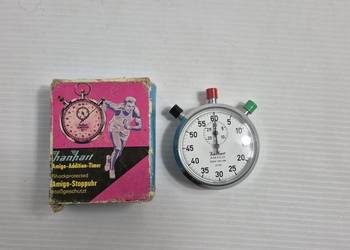 Hanhart
Amigo-Addition-Timer
Shockprotected
Amigo-Stoppuhr
stoßgeschützt
60
5
10
15
20
25
30
35
40
45
50
55
Hanhart
AMIGO